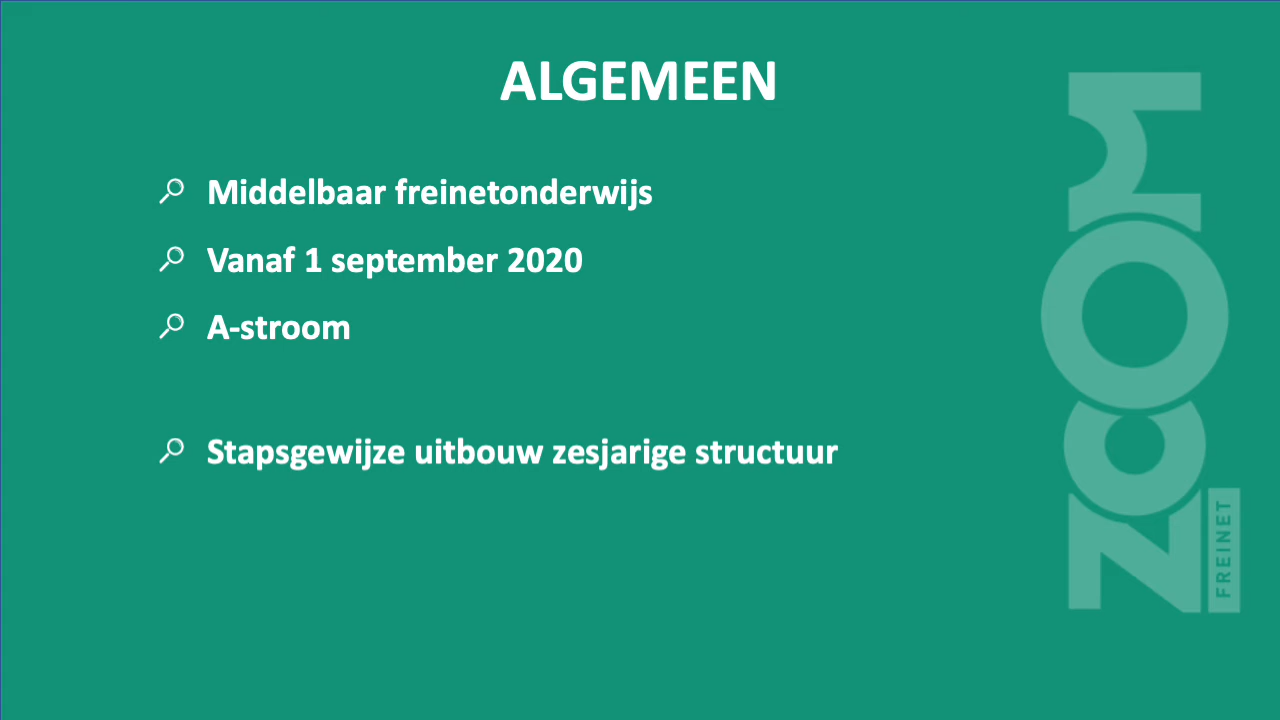 ALGEMEEN
Middelbaar freinetonderwijs
Vanaf 1 september 2020
A-stroom
Stapsgewijze uitbouw zesjarige structuur
ZOOM
FREINET